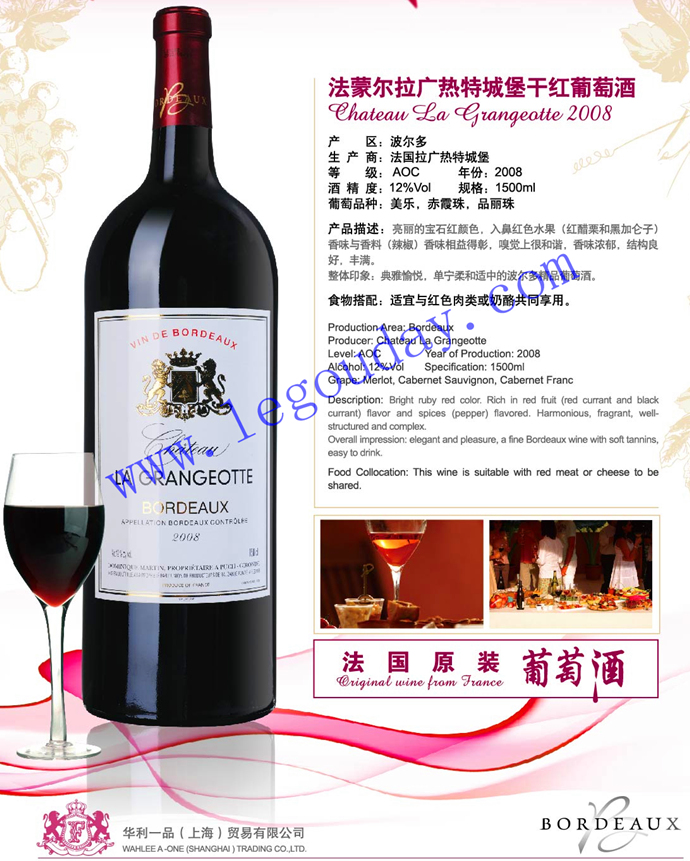 法蒙尔拉广热特城堡干红葡萄酒
Chateau La Grangeotte 2008
产 区：波尔多
生 产 商：法国拉广热特城堡
等 级： AOC 年份：2008
酒 精 度：12%Vol 规格：1500ml
葡萄品种：美乐，赤霞珠，品丽珠
产品描述：亮丽的宝石红颜色，入鼻红色水果（红醋栗和黑加仑子）
香味与香料（辣椒）香味相益得彰，嗅觉上很和谐，香味浓郁，结构良
好，丰满。
整体印象：典雅愉悦，单宁柔和适中的波尔多精品葡萄酒。
食物搭配：适宜与红色肉类或奶酪共同享用。
Production Area: Bordeaux
Producer: Chateau La Grangeotte
Level: AOC Year of Production: 2008
Alcohol: 12%Vol Specification: 1500ml
Grape: Merlot, Cabernet Sauvignon, Cabernet Franc
Description: Bright ruby red color. Rich in red fruit (red currant and black
currant) flavor and spices (pepper) flavored. Harmonious, fragrant, well-
structured and complex.
Overall impression: elegant and pleasure, a fine Bordeaux wine with soft tannins,
easy to drink.
Food Collocation: This wine is suitable with red meat or cheese to be
shared.
法 国 原 装 葡萄酒
Original wine from France
BORDEAUX
VIN DE BORDEAUX
Château
LA GRANGEOTTE
BORDEAUX
APPELLATION BORDEAUX CONTRÔLÉE
2008
DOMINIQUE MARTIN, PROPRIÉTAIRE A
PRODUCE OF FRANCE
www.legouday.com
F
华利一品（上海）贸易有限公司
WAHLEE A-ONE (SHANGHAI ) TRADING CO.,LTD.
BORDEAUX